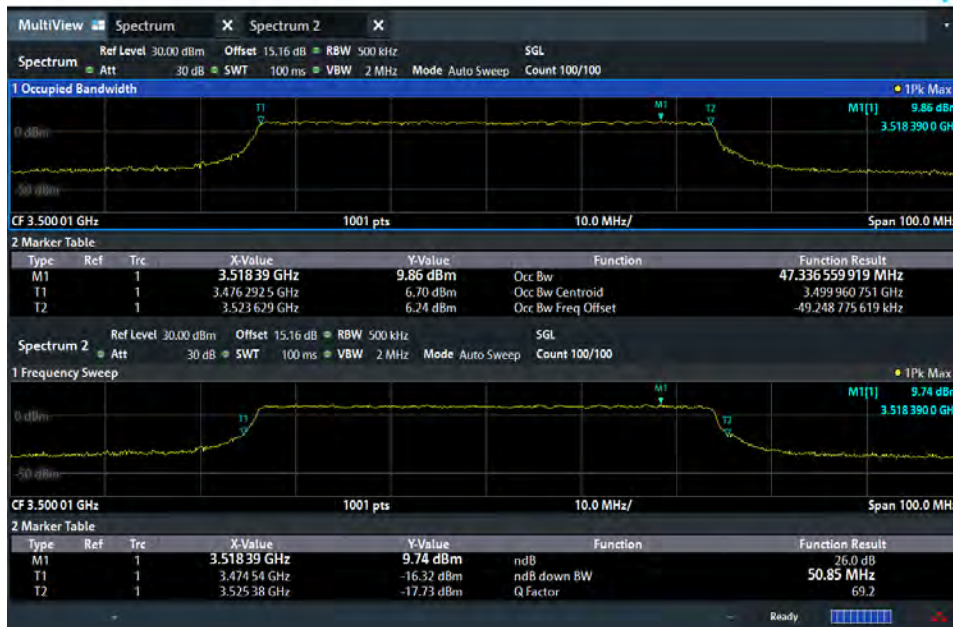 MultiView Spectrum X Spectrum 2 X
Spectrum
Ref Level 30.00 dBm Offset 15.16 dB RBW 500 kHz SGL
Att 30 dB SWT 100 ms VBW 2 MHz Mode Auto Sweep Count 100/100
1 Occupied Bandwidth 1Pk Max
M1[1] 9.86 dBm
3.518 390 0 GH
T1 M1 T2
0 dBm
-50 dBm
CF 3.500 01 GHz 1001 pts 10.0 MHz/ Span 100.0 MH
2 Marker Table
Type Ref Trc X-Value Y-Value Function Function Result
M1 1 3.518 39 GHz 9.86 dBm Occ Bw 47.336 559 919 MHz
T1 1 3.476 292 5 GHz 6.70 dBm Occ Bw Centroid 3.499 960 751 GHz
T2 1 3.523 629 GHz 6.24 dBm Occ Bw Freq Offset -49.248 775 619 kHz
Spectrum 2
Ref Level 30.00 dBm Offset 15.16 dB RBW 500 kHz SGL
Att 30 dB SWT 100 ms VBW 2 MHz Mode Auto Sweep Count 100/100
1 Frequency Sweep 1Pk Max
M1[1] 9.74 dBm
3.518 390 0 GH
M1
0 dBm
T1 T2
-50 dBm
CF 3.500 01 GHz 1001 pts 10.0 MHz/ Span 100.0 MH
2 Marker Table
Type Ref Trc X-Value Y-Value Function Function Result
M1 1 3.518 39 GHz 9.74 dBm ndB 26.0 dB
T1 1 3.474 54 GHz -16.32 dBm ndB down BW 50.85 MHz
T2 1 3.525 38 GHz -17.73 dBm Q Factor 69.2
Ready